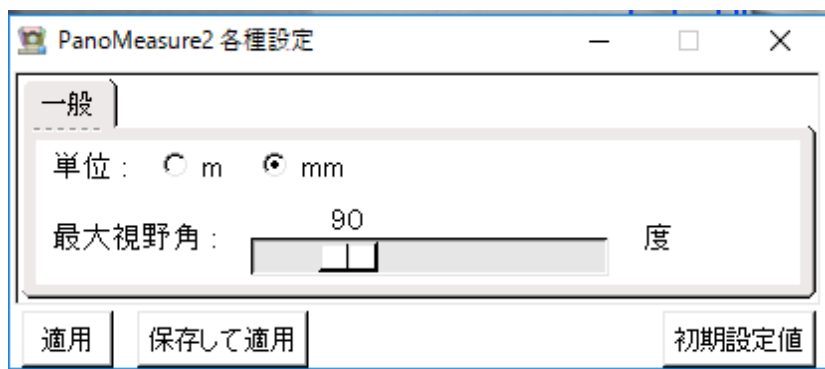 PanoMeasure2 各種設定
一般
単位 : m mm
90
最大視野角 : 度
適用 保存して適用 初期設定値